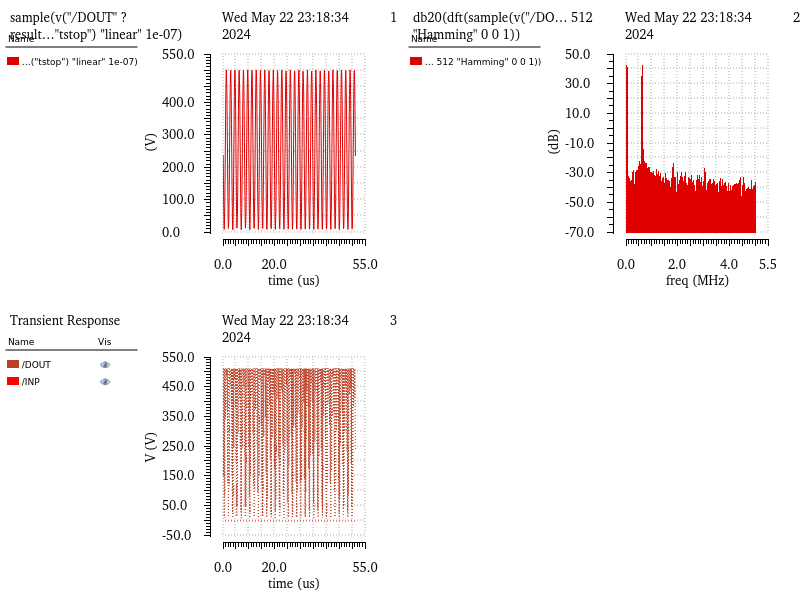 sample(v("/DOUT" ?
result..."tstop") "linear" 1e-07)
Wed May 22 23:18:34
2024
1
Name
...("tstop") "linear" 1e-07)
550.0
400.0
300.0
200.0
100.0
0.0
(V)
0.0
20.0
55.0
time (us)
db20(dft(sample(v("/DO... 512
"Hamming" 0 0 1))
Wed May 22 23:18:34
2024
2
Name
... 512 "Hamming" 0 0 1))
50.0
30.0
10.0
-10.0
-30.0
-50.0
-70.0
(dB)
0.0
2.0
4.0
5.5
freq (MHz)
Transient Response
Wed May 22 23:18:34
2024
3
Name Vis
/DOUT
/INP
550.0
450.0
350.0
250.0
150.0
50.0
-50.0
V (V)
0.0
20.0
55.0
time (us)